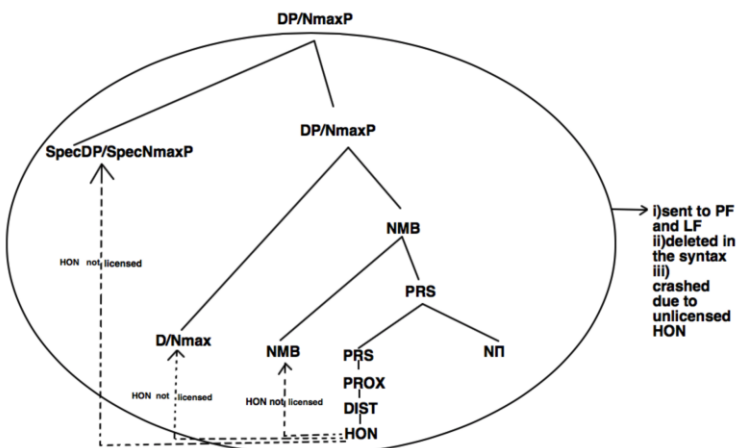 DP/NmaxP
DP/NmaxP
SpecDP/SpecNmaxP
i)sent to PF
and LF
ii)deleted in
the syntax
iii)
crashed
due to
unlicensed
HON
NMB
HON not licensed
PRS
D/Nmax
NMB
PRS
NΠ
PROX
HON not licensed
HON not licensed
DIST
HON